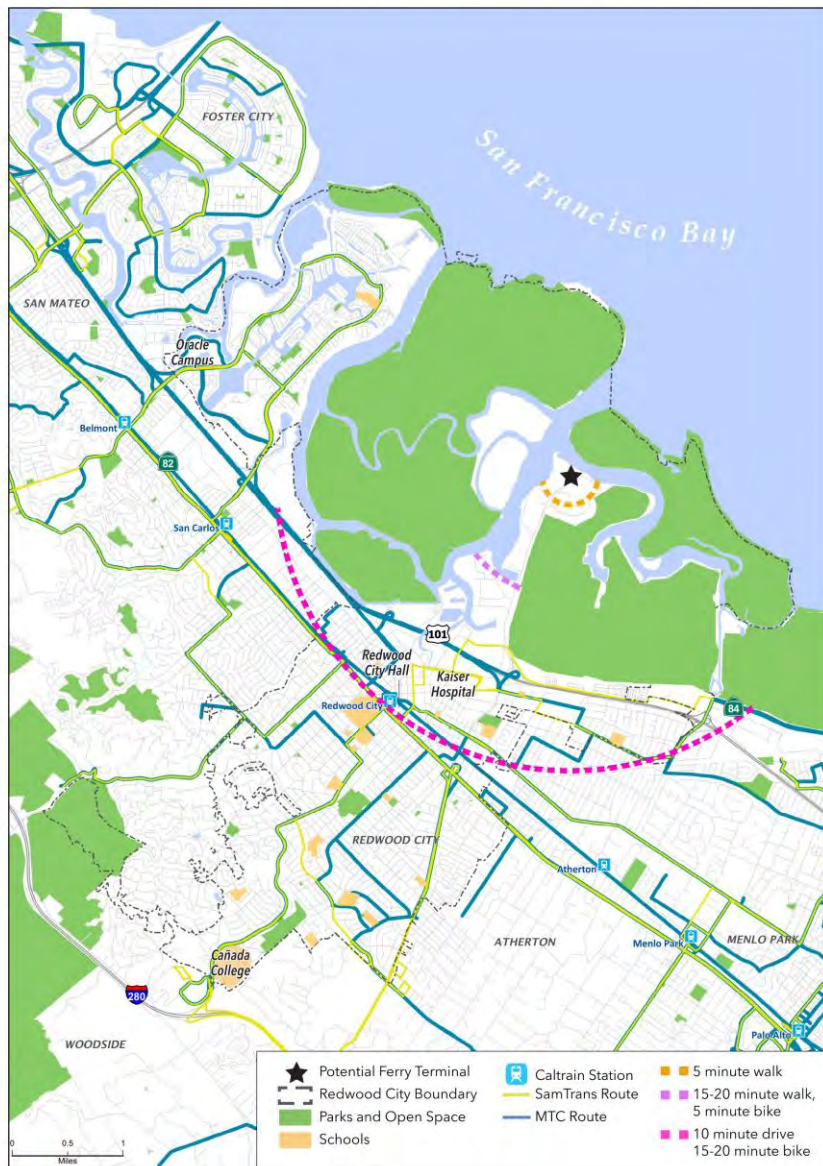 FOSTER CITY
San Francisco Bay
SAN MATEO
Oracle
Campus
Belmont
82
San Carlos
101
Redwood
City Hall
Kaiser
Hospital
Redwood City
84
REDWOOD CITY
Atherton
ATHERTON
Menlo Park
MENLO PARK
Cañada
College
280
Palo Alto
WOODSIDE
Potential Ferry Terminal
Redwood City Boundary
Parks and Open Space
Schools
Caltrain Station
SamTrans Route
MTC Route
5 minute walk
15-20 minute walk,
5 minute bike
10 minute drive
15-20 minute bike
0 0.5 1
Miles